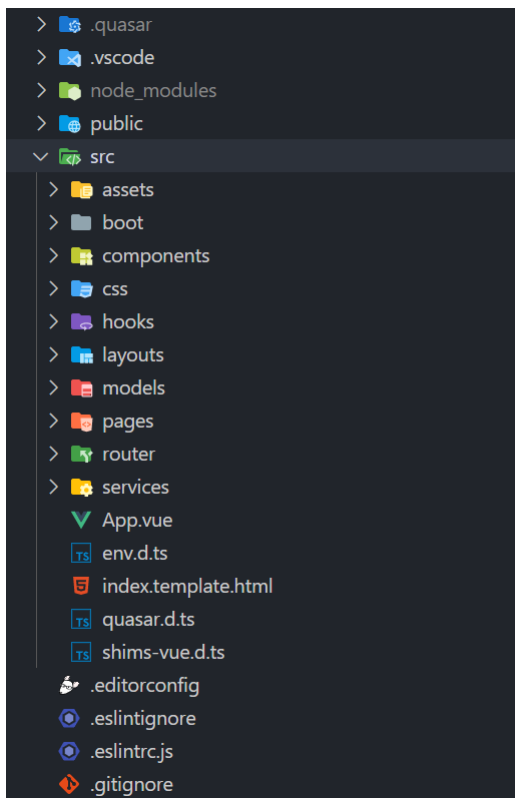 .quasar
.vscode
node_modules
public
src
assets
boot
components
css
hooks
layouts
models
pages
router
services
App.vue
TS env.d.ts
index.template.html
TS quasar.d.ts
TS shims-vue.d.ts
.editorconfig
.eslintignore
.eslintrc.js
.gitignore